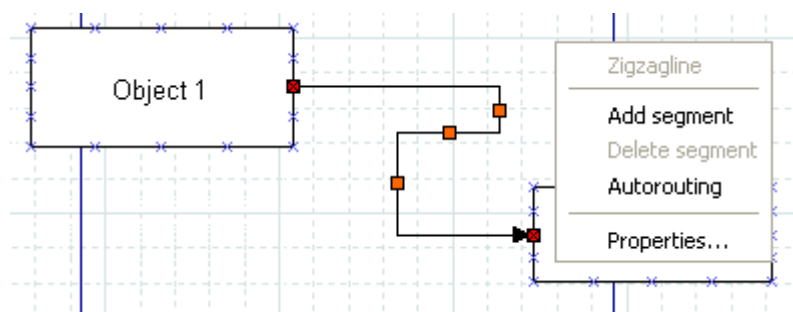 Object 1
Zigzagline
Add segment
Delete segment
Autorouting
Properties...